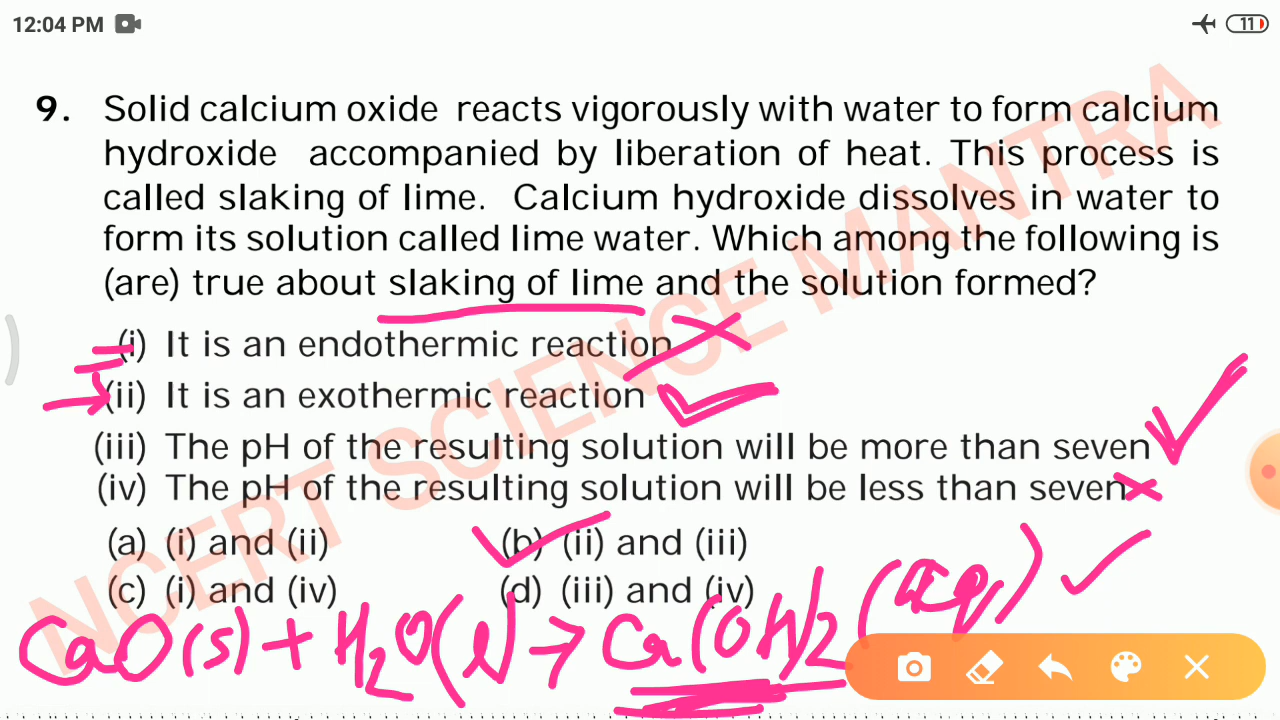 12:04 PM
11
9. Solid calcium oxide reacts vigorously with water to form calcium
hydroxide accompanied by liberation of heat. This process is
called slaking of lime. Calcium hydroxide dissolves in water to
form its solution called lime water. Which among the following is
(are) true about slaking of lime and the solution formed?
(i) It is an endothermic reaction
(ii) It is an exothermic reaction
(iii) The pH of the resulting solution will be more than seven
(iv) The pH of the resulting solution will be less than seven
(a) (i) and (ii) (b) (ii) and (iii)
(c) (i) and (iv) (d) (iii) and (iv)
CaO(s) + H2O(l) → Ca(OH)2 (aq)
NCERT SCIENCE MANTRA